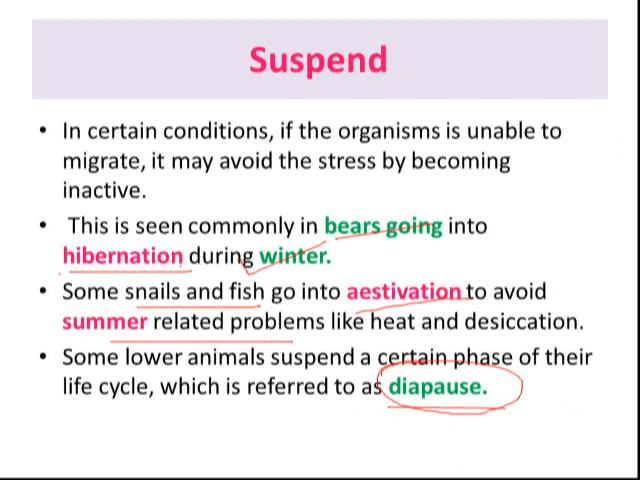 Suspend
• In certain conditions, if the organisms is unable to
migrate, it may avoid the stress by becoming
inactive.
• This is seen commonly in bears going into
hibernation during winter.
• Some snails and fish go into aestivation to avoid
summer related problems like heat and desiccation.
• Some lower animals suspend a certain phase of their
life cycle, which is referred to as diapause.